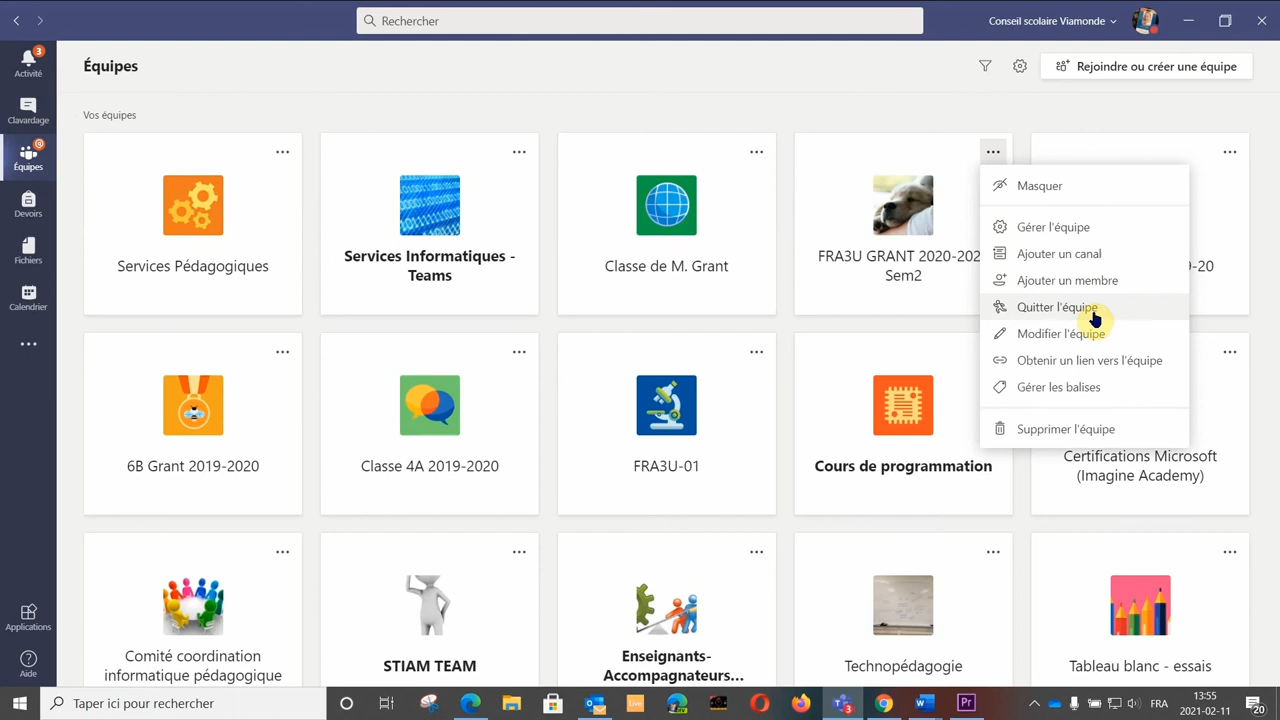 Rechercher
Conseil scolaire Viamonde
3
Activité
Clavardage
9
Équipes
Devoirs
Fichiers
Calendrier
Applications
Aide
Équipes
Rejoindre ou créer une équipe
Vos équipes
Services Pédagogiques
Services Informatiques -
Teams
Classe de M. Grant
FRA3U GRANT 2020-202
Sem2
9-20
Masquer
Gérer l'équipe
Ajouter un canal
Ajouter un membre
Quitter l'équipe
Modifier l'équipe
Obtenir un lien vers l'équipe
Gérer les balises
Supprimer l'équipe
6B Grant 2019-2020
Classe 4A 2019-2020
FRA3U-01
Cours de programmation
Certifications Microsoft
(Imagine Academy)
Comité coordination
informatique pédagogique
STIAM TEAM
Enseignants-
Accompagnateurs...
Technopédagogie
Tableau blanc - essais
Taper ici pour rechercher
Live
3
Pr
FRA
13:55
2021-02-11
20